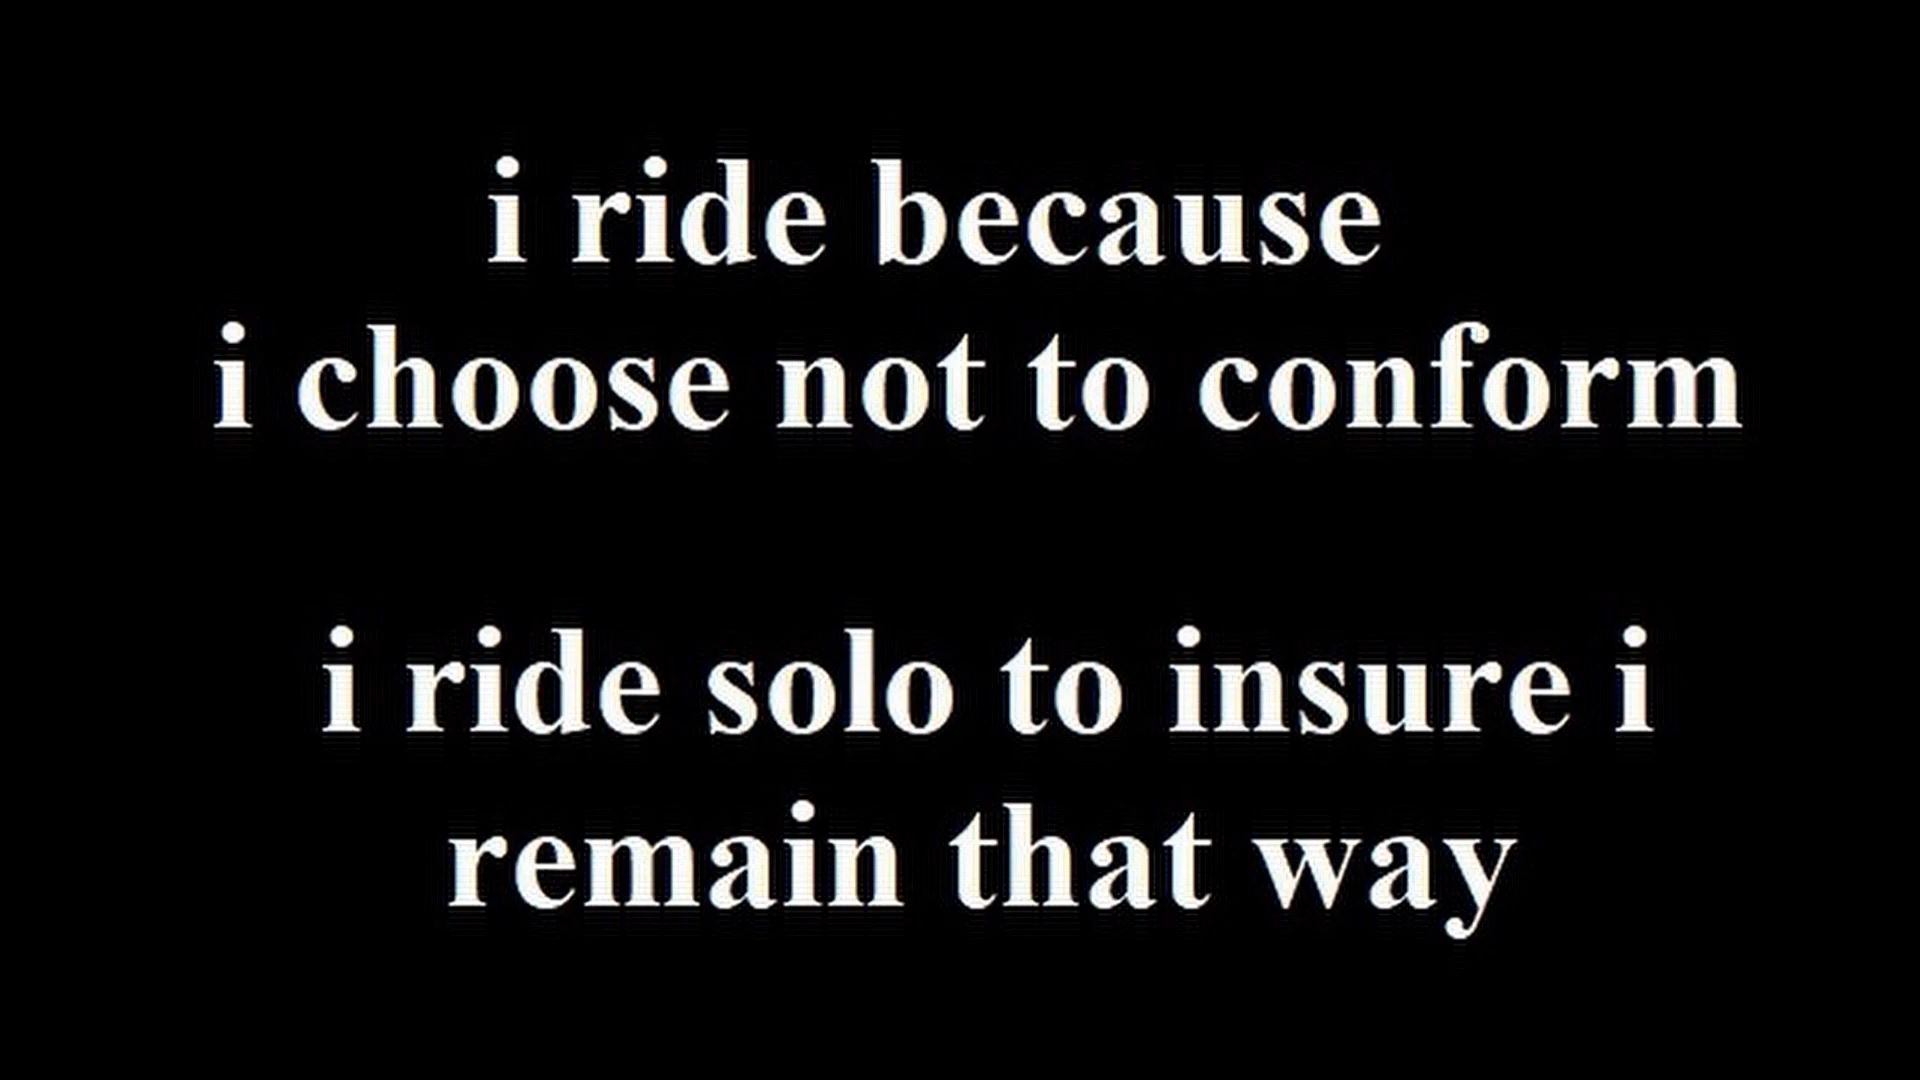 i ride because
i choose not to conform
i ride solo to insure i
remain that way